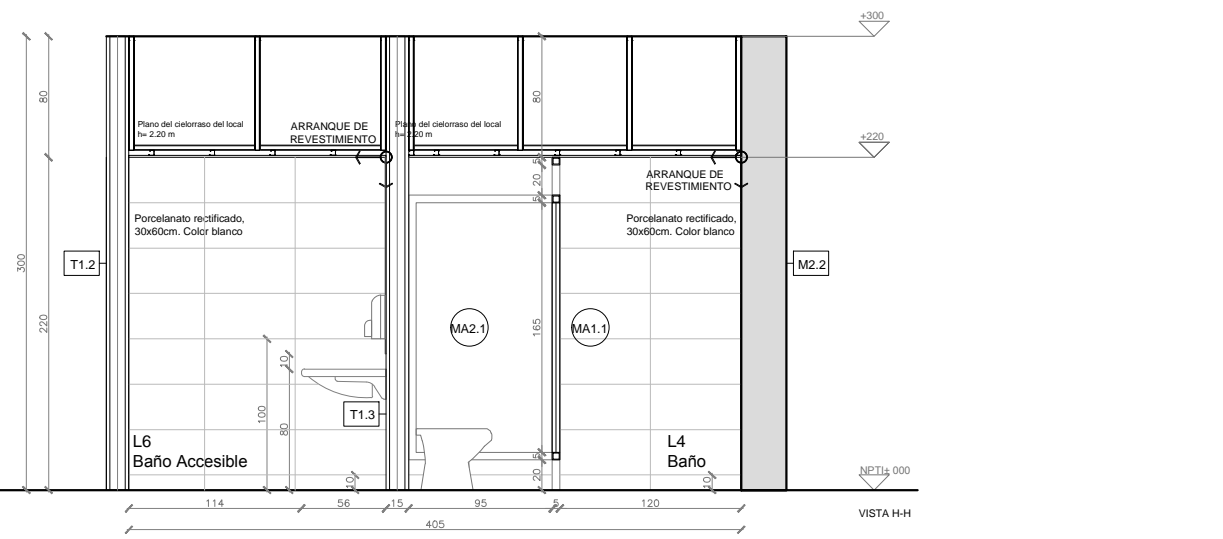 +300
80
80
Plano del cielorraso del local
h= 2.20 m
ARRANQUE DE
REVESTIMIENTO
Plano del cielorraso del local
h= 2.20 m
+220
5
20
5
ARRANQUE DE
REVESTIMIENTO
Porcelanato rectificado,
30x60cm. Color blanco
Porcelanato rectificado,
30x60cm. Color blanco
300
T1.2
M2.2
220
MA2.1
165
MA1.1
10
100
80
T1.3
L6
Baño Accesible
L4
Baño
5
20
10
10
NPTI± 000
114
56
15
95
5
120
405
VISTA H-H